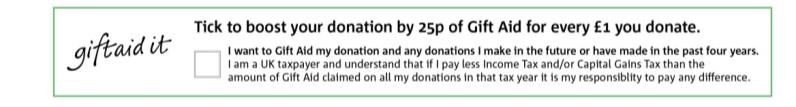 giftaid it
Tick to boost your donation by 25p of Gift Aid for every £1 you donate.
I want to Gift Aid my donation and any donations I make in the future or have made in the past four years.
I am a UK taxpayer and understand that if I pay less Income Tax and/or Capital Gains Tax than the
amount of Gift Aid claimed on all my donations in that tax year it is my responsiblity to pay any difference.